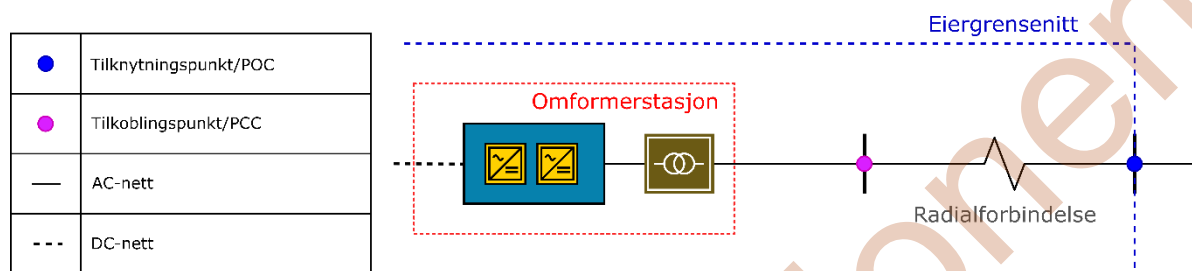 Eiergrensenitt
Tilknytningspunkt/POC
Omformerstasjon
Tilkoblingspunkt/PCC
AC-nett
Radialforbindelse
DC-nett